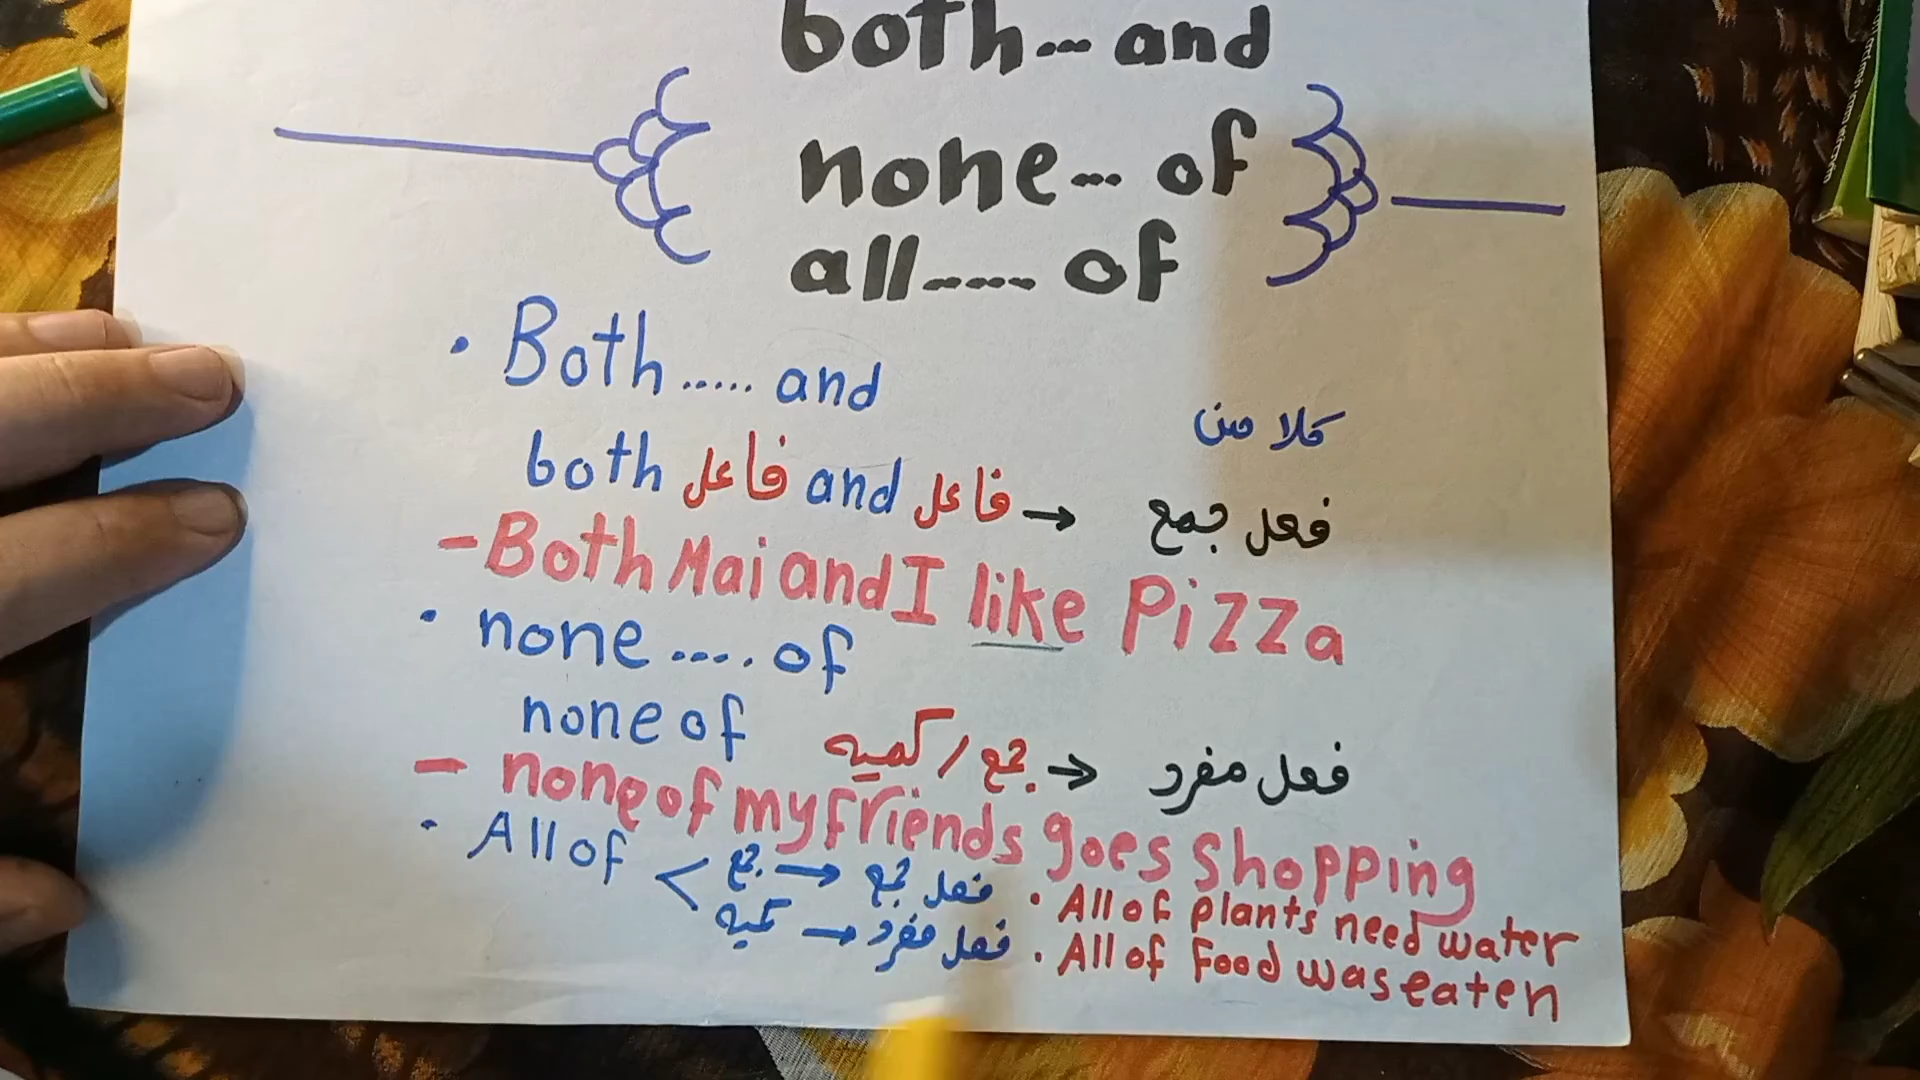 both... and
none... of
all..... of
• Both ..... and
كلا من
both فاعل and فاعل → فعل جمع
- Both Mai and I like Pizza
• none .... of
none of جمع / كميه → فعل مفرد
- none of my friends goes shopping
• All of < جمع → فعل جمع
كميه → فعل مفرد
• All of plants need water
• All of Food was eaten